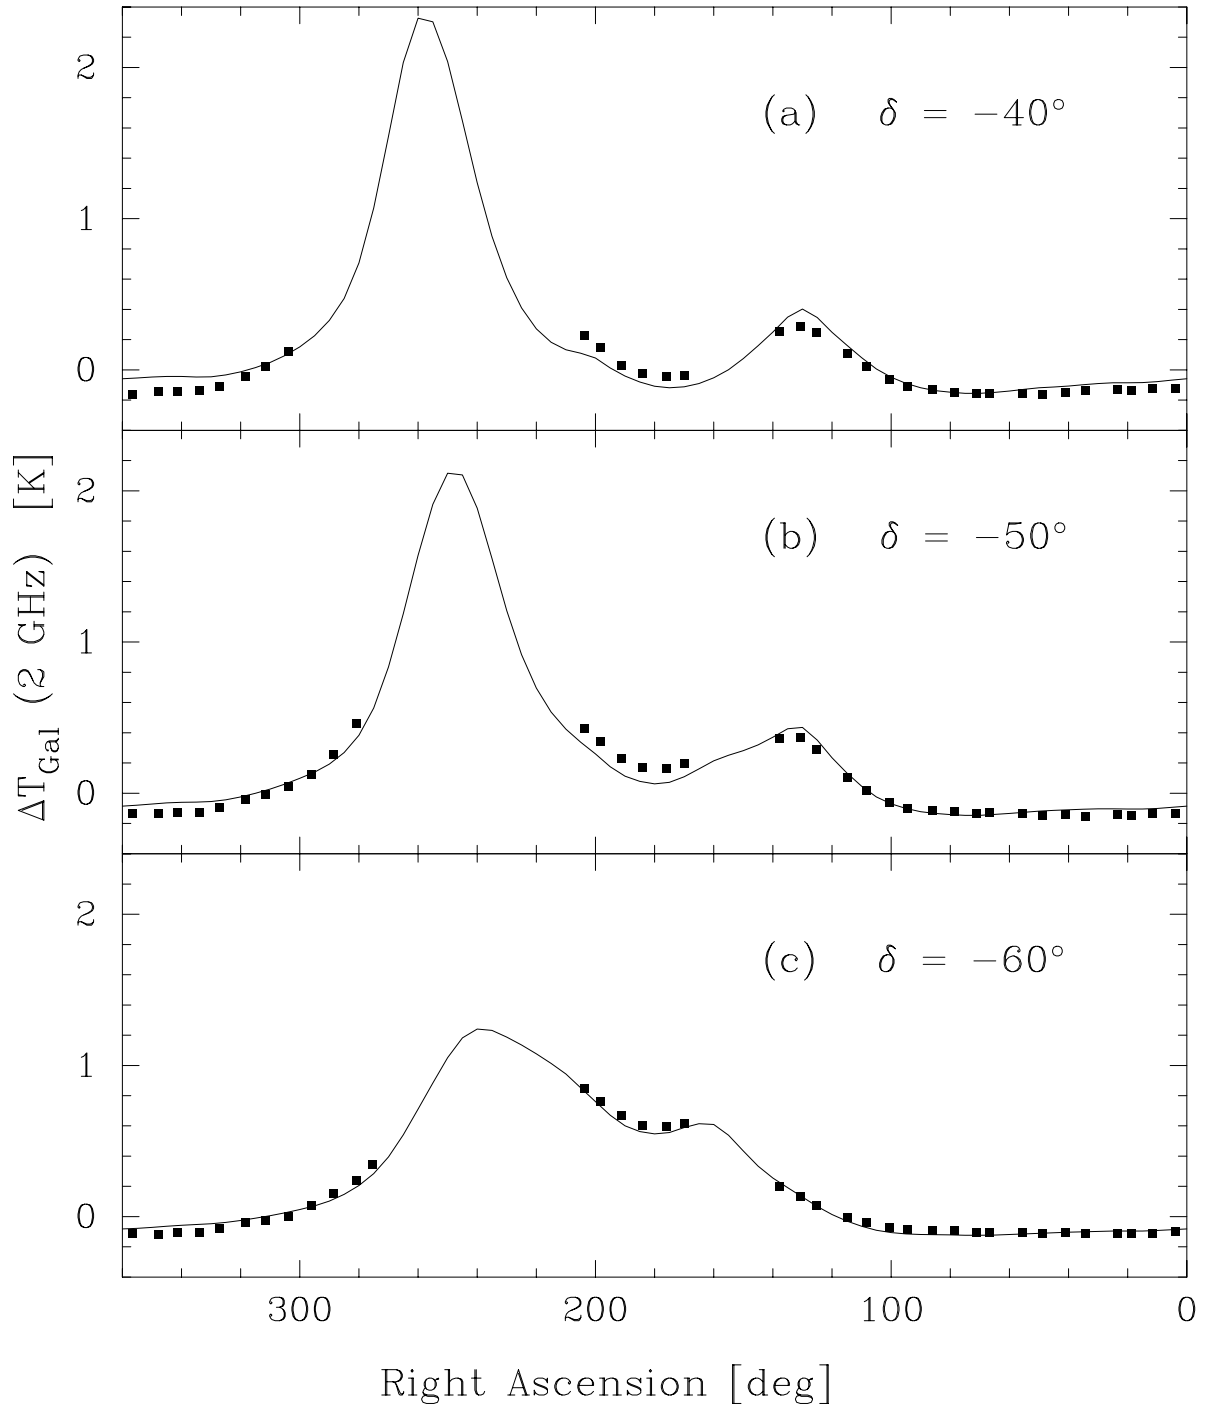 2
1
0
(a) δ = −40°
2
1
0
(b) δ = −50°
2
1
0
(c) δ = −60°
ΔT_Gal (2 GHz) [K]
300 200 100 0
Right Ascension [deg]